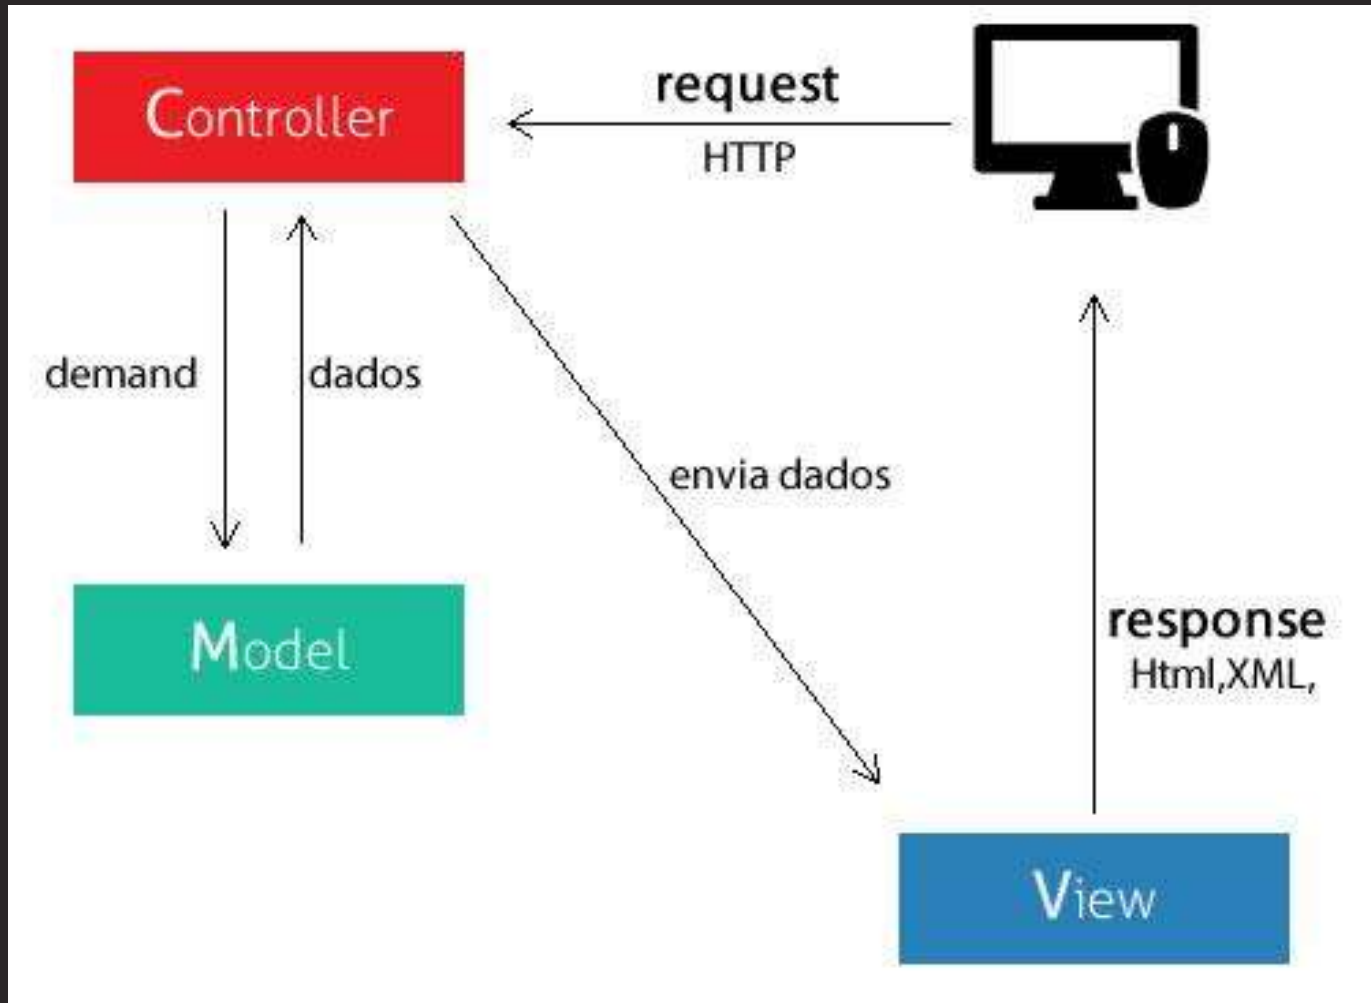 Controller
request
HTTP
demand
dados
envia dados
response
Html,XML,
Model
View